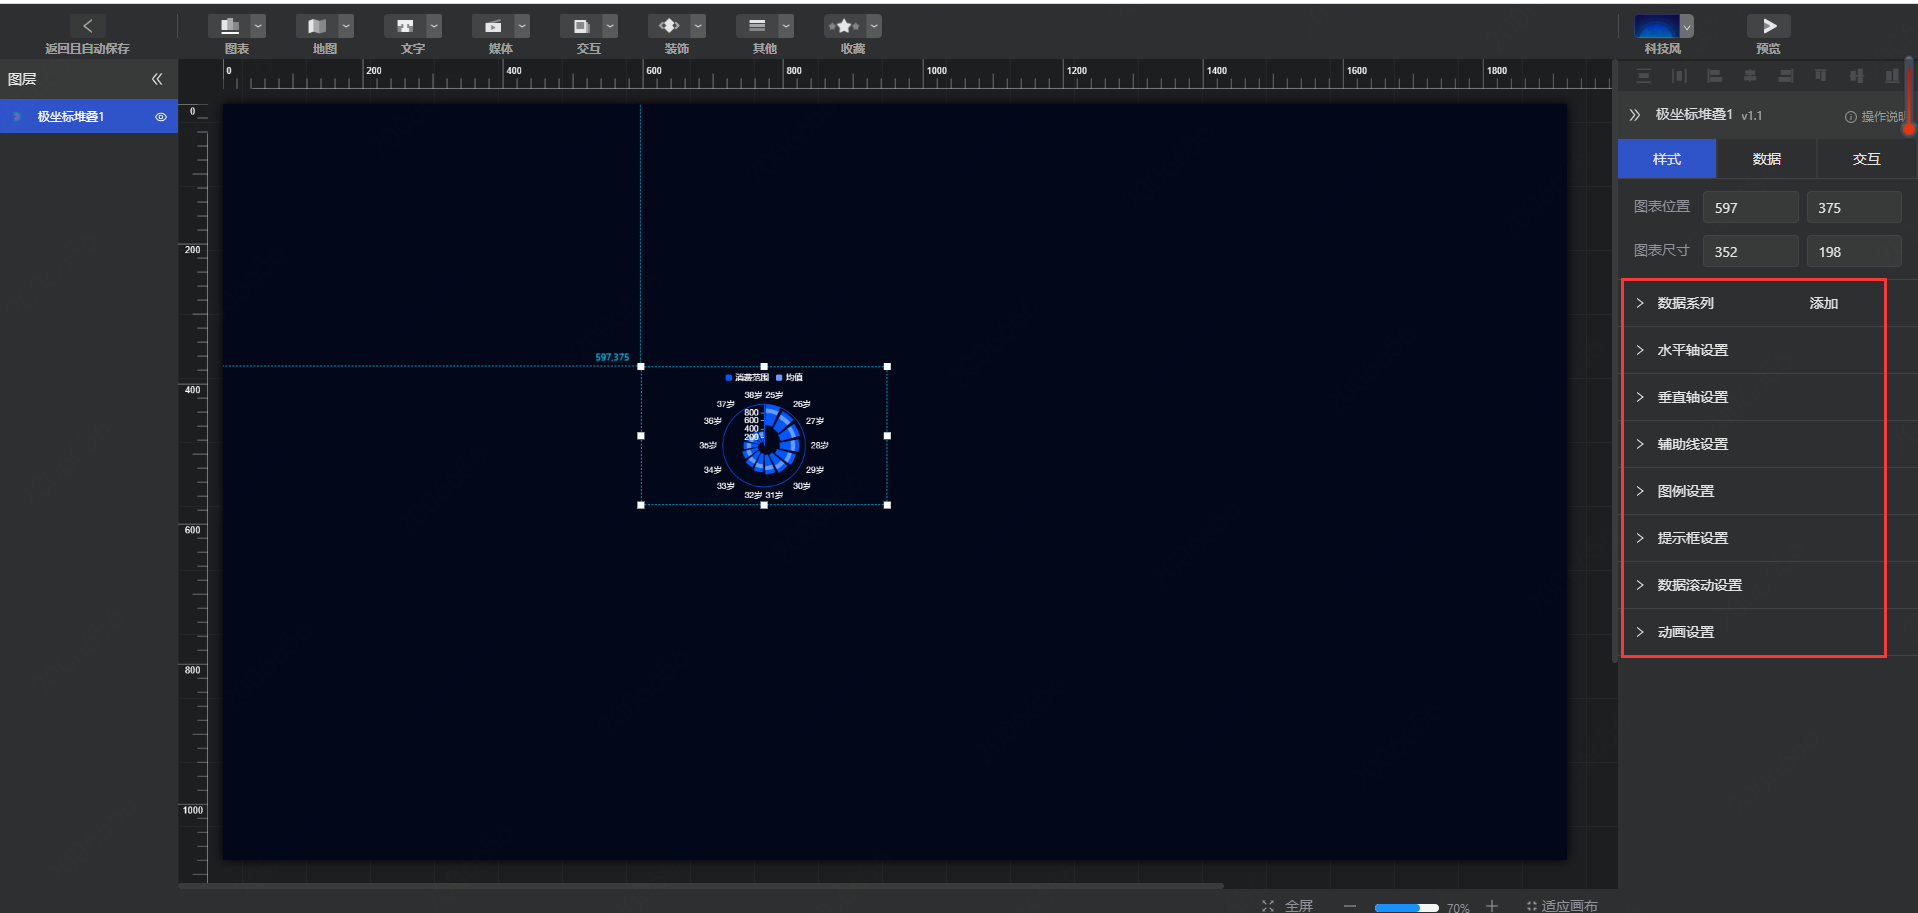 图表 地图 文字 媒体 交互 装饰 其他 收藏 科技风 预览
返回且自动保存
图层
极坐标堆叠1
0 200 400 600 800 1000 1200 1400 1600 1800
0
200
400
600
800
1000
597,375
消费范围 均值
38岁 25岁
37岁 26岁
36岁 27岁
35岁 28岁
34岁 29岁
33岁 30岁
32岁 31岁
800
600
400
200
极坐标堆叠1 v1.1 操作说明
样式 数据 交互
图表位置 597 375
图表尺寸 352 198
数据系列 添加
水平轴设置
垂直轴设置
辅助线设置
图例设置
提示框设置
数据滚动设置
动画设置
全屏 70% 适应画布